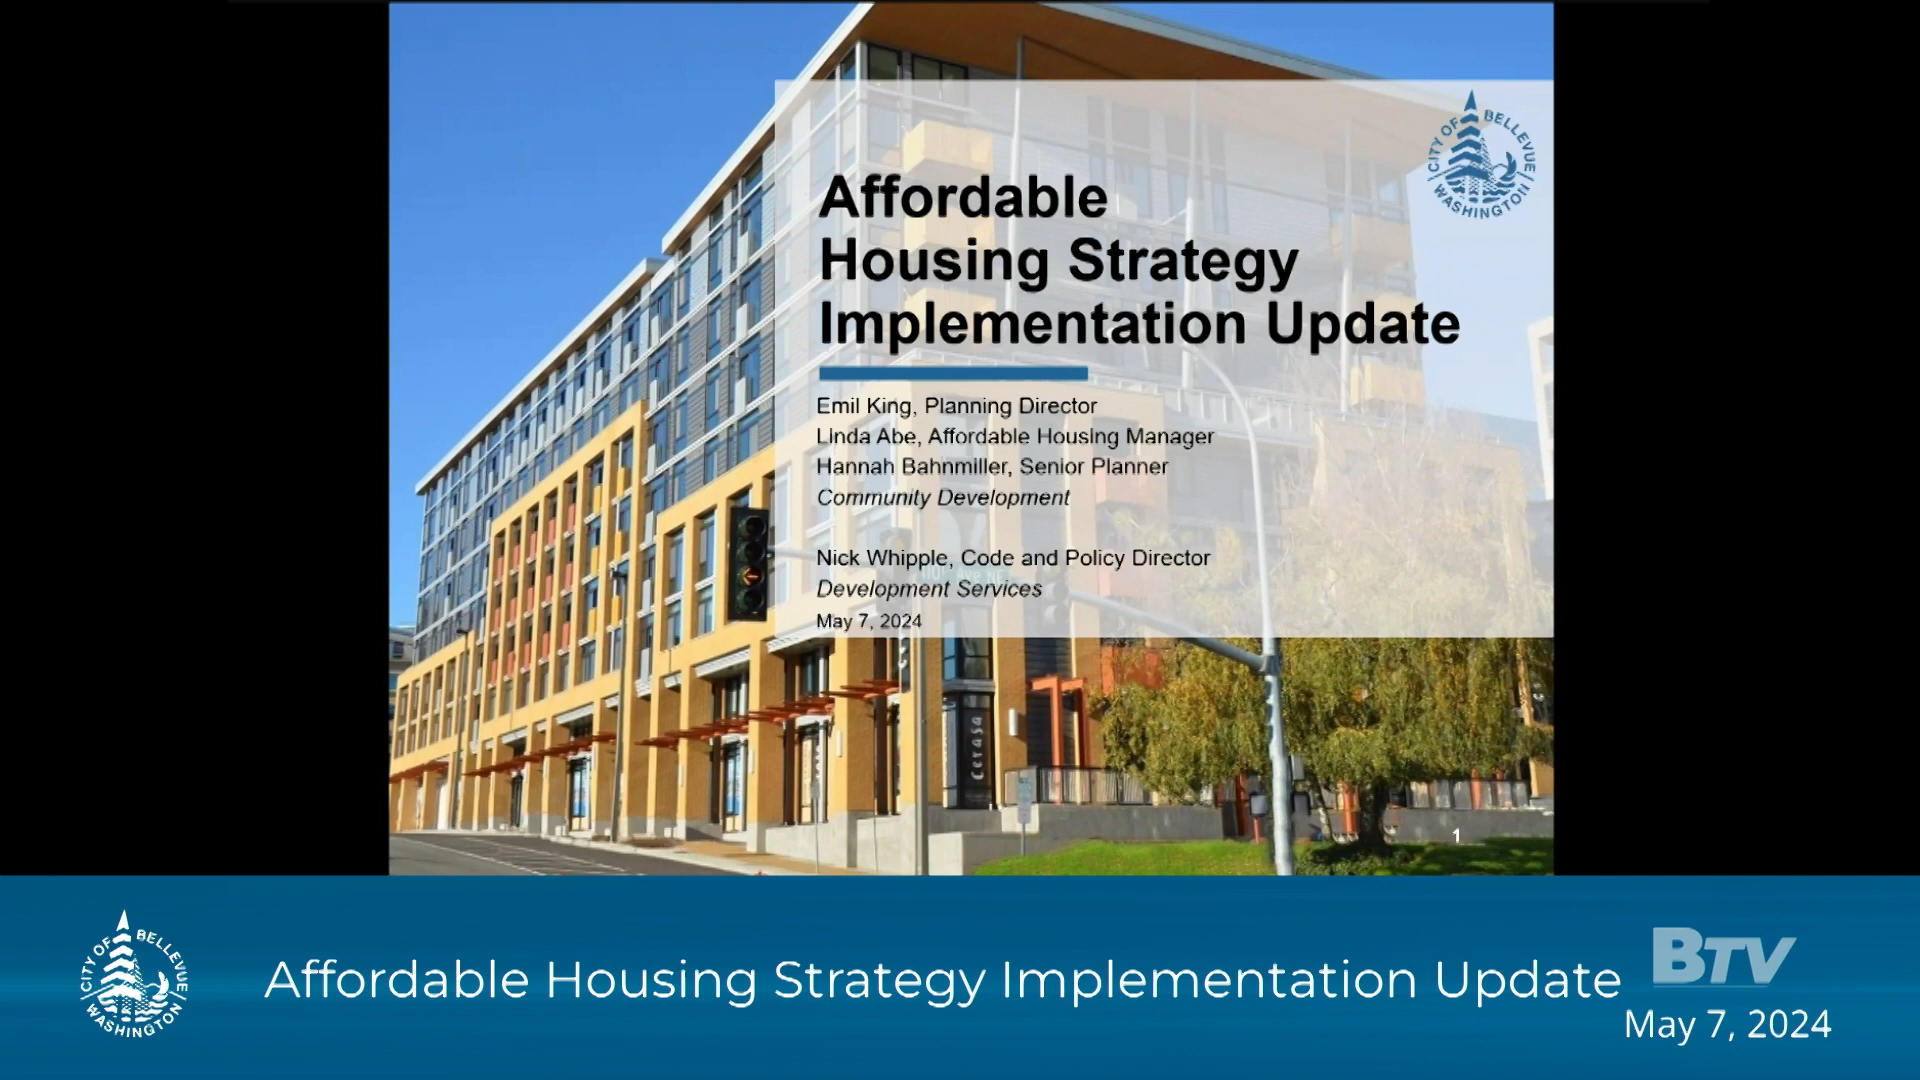 CITY OF BELLEVUE
WASHINGTON
Affordable
Housing Strategy
Implementation Update
Emil King, Planning Director
Linda Abe, Affordable Housing Manager
Hannah Bahnmiller, Senior Planner
Community Development
Nick Whipple, Code and Policy Director
Development Services
May 7, 2024
Cerasa
1
CITY OF BELLEVUE
WASHINGTON
Affordable Housing Strategy Implementation Update
BTV
May 7, 2024